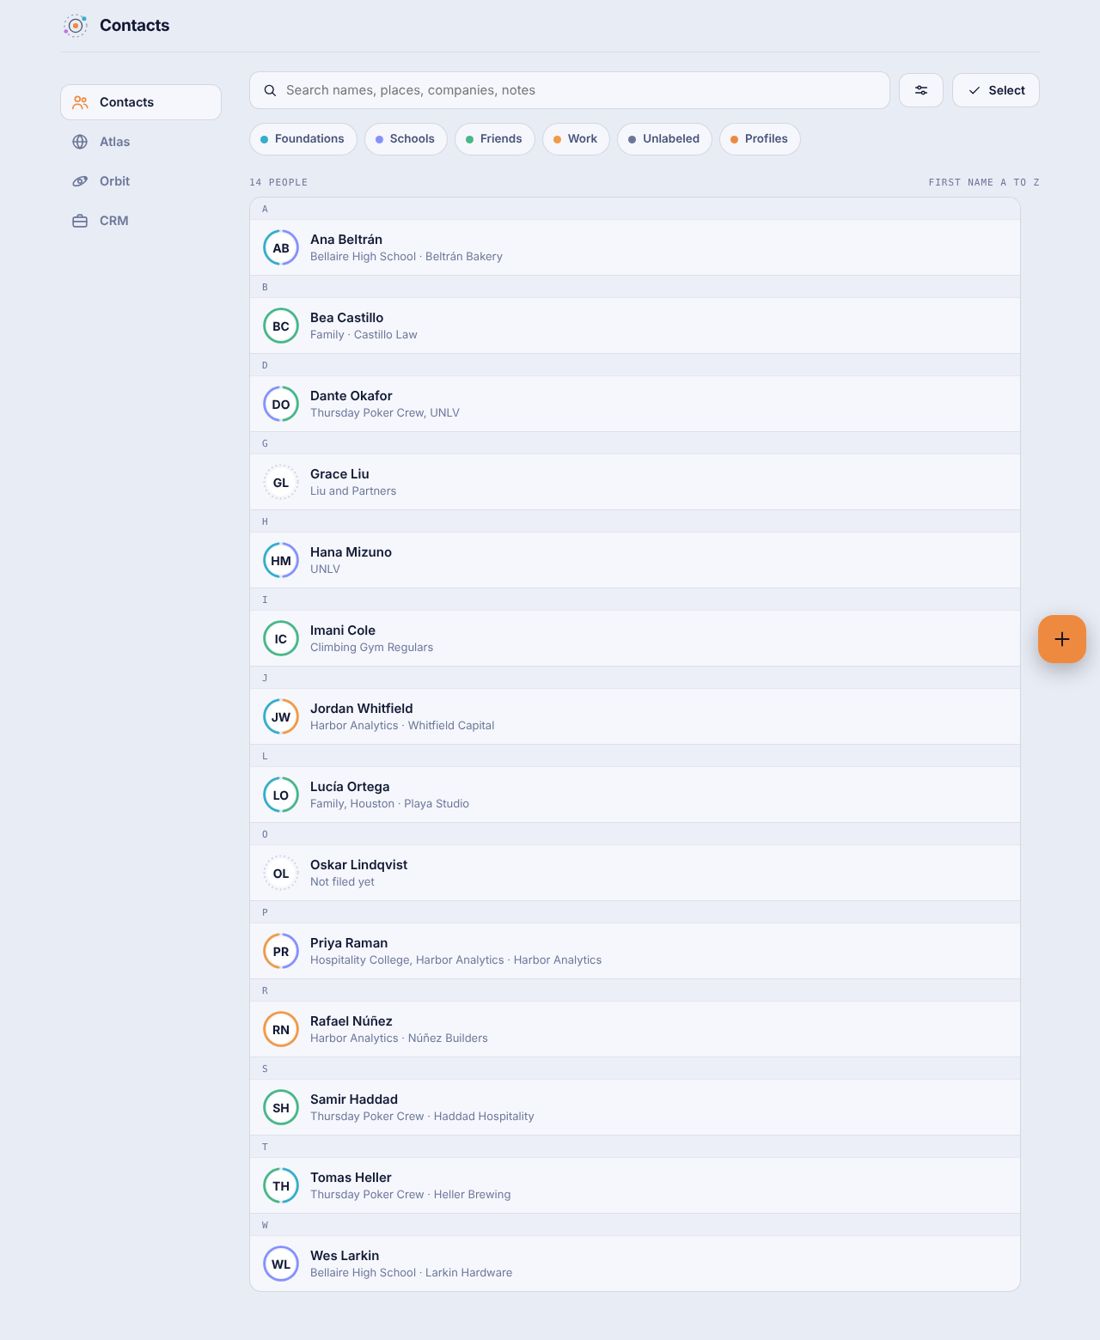 Contacts
Contacts
Atlas
Orbit
CRM
Search names, places, companies, notes
Select
Foundations
Schools
Friends
Work
Unlabeled
Profiles
14 PEOPLE
FIRST NAME A TO Z
A
AB
Ana Beltrán
Bellaire High School · Beltrán Bakery
B
BC
Bea Castillo
Family · Castillo Law
D
DO
Dante Okafor
Thursday Poker Crew, UNLV
G
GL
Grace Liu
Liu and Partners
H
HM
Hana Mizuno
UNLV
I
IC
Imani Cole
Climbing Gym Regulars
J
JW
Jordan Whitfield
Harbor Analytics · Whitfield Capital
L
LO
Lucía Ortega
Family, Houston · Playa Studio
O
OL
Oskar Lindqvist
Not filed yet
P
PR
Priya Raman
Hospitality College, Harbor Analytics · Harbor Analytics
R
RN
Rafael Núñez
Harbor Analytics · Núñez Builders
S
SH
Samir Haddad
Thursday Poker Crew · Haddad Hospitality
T
TH
Tomas Heller
Thursday Poker Crew · Heller Brewing
W
WL
Wes Larkin
Bellaire High School · Larkin Hardware